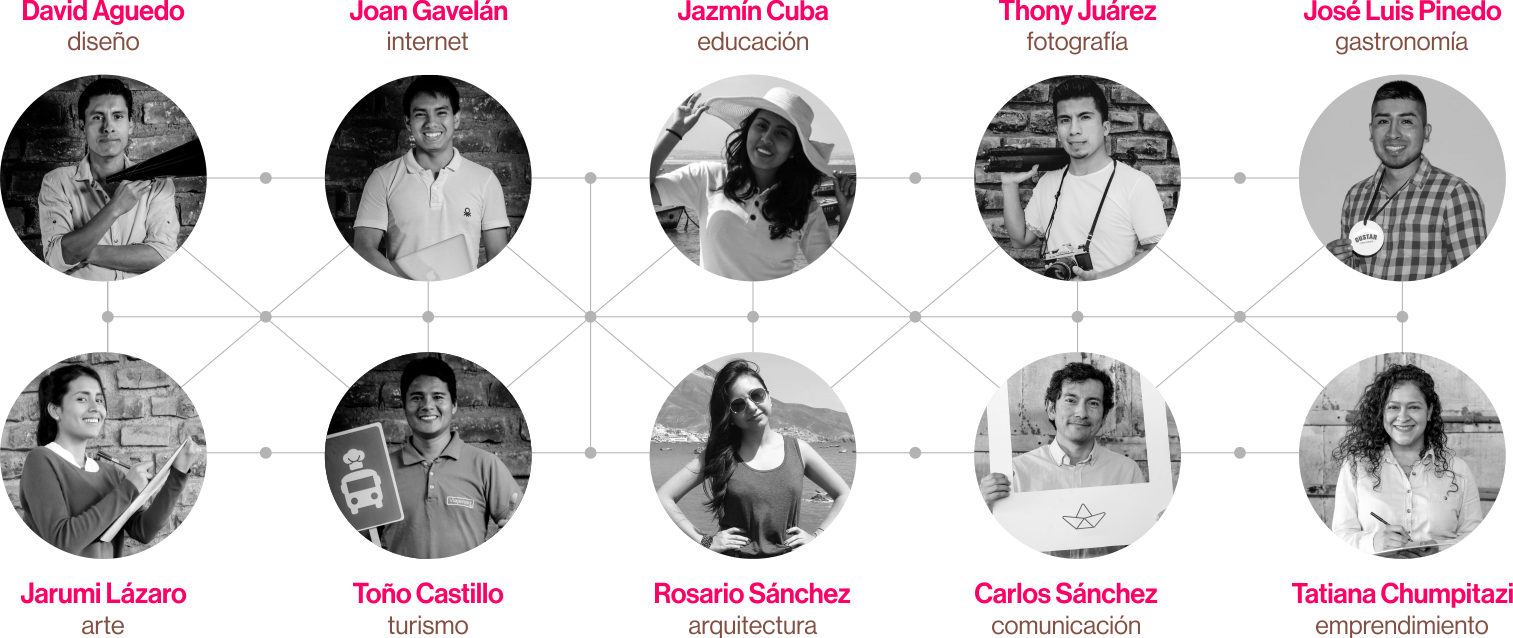 David Aguedo
diseño
Joan Gavelán
internet
Jazmín Cuba
educación
Thony Juárez
fotografía
José Luis Pinedo
gastronomía
GUSTAR
Jarumi Lázaro
arte
Toño Castillo
turismo
Rosario Sánchez
arquitectura
Carlos Sánchez
comunicación
Tatiana Chumpitazi
emprendimiento